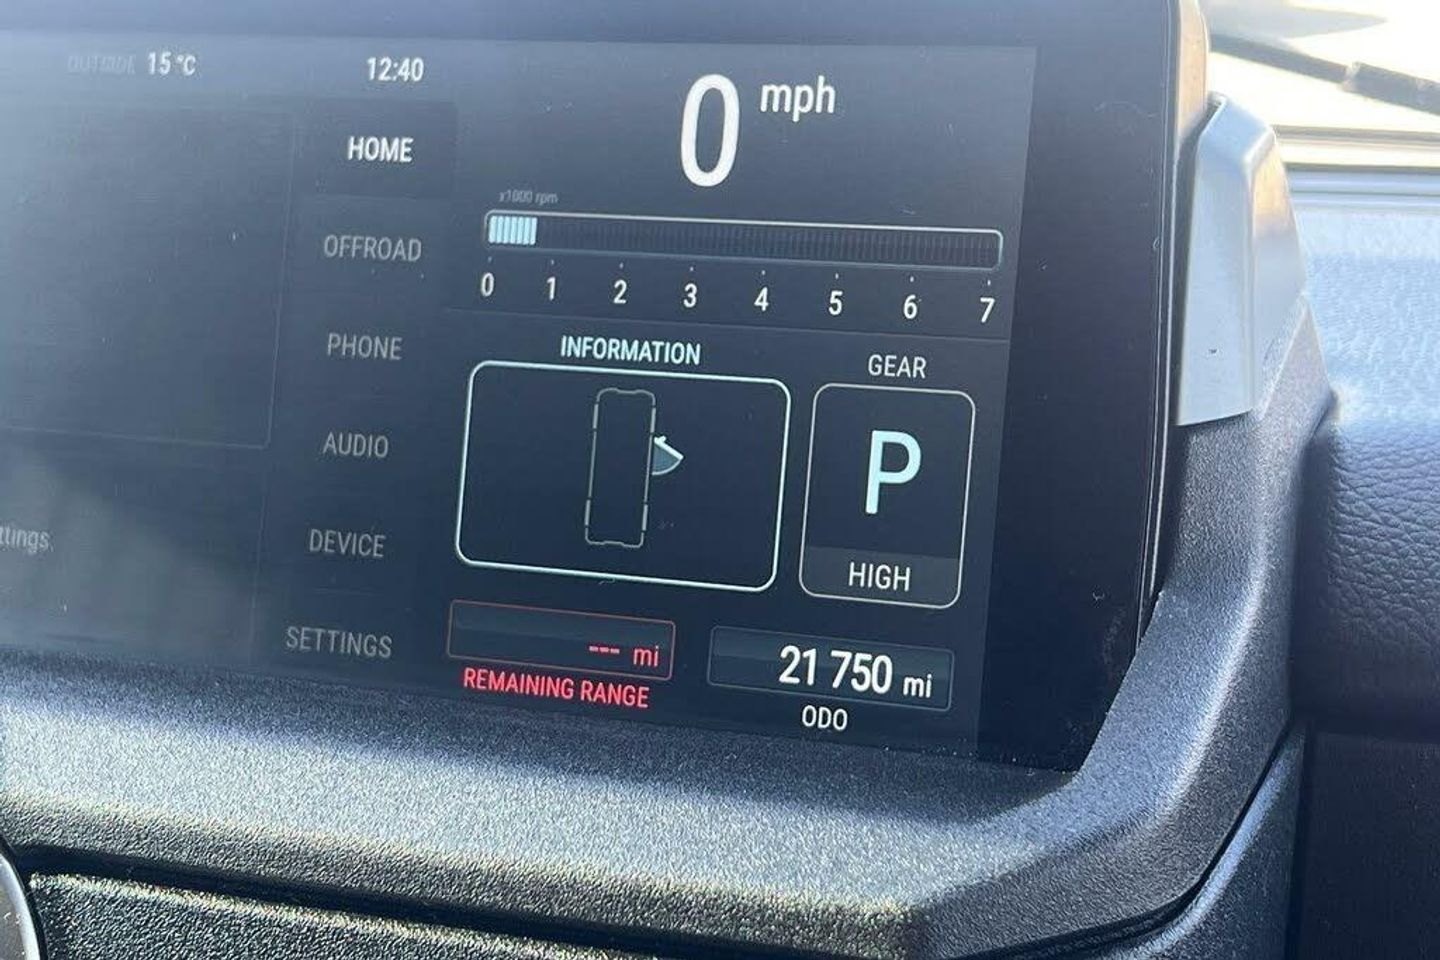 OUTSIDE 15 °C
12:40
0 mph
HOME
x1000 rpm
OFFROAD
0 1 2 3 4 5 6 7
PHONE
INFORMATION
GEAR
AUDIO
P
DEVICE
HIGH
ttings.
SETTINGS
--- mi
REMAINING RANGE
21 750 mi
ODO